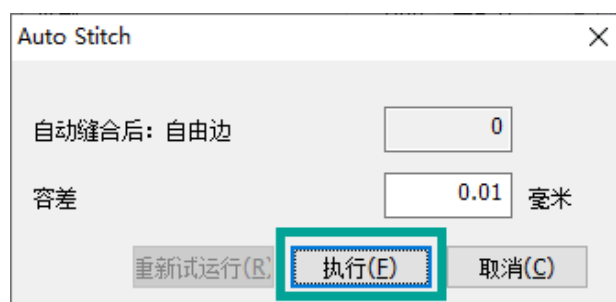 Auto Stitch
自动缝合后：自由边 0
容差 0.01 毫米
重新试运行(R) 执行(F) 取消(C)